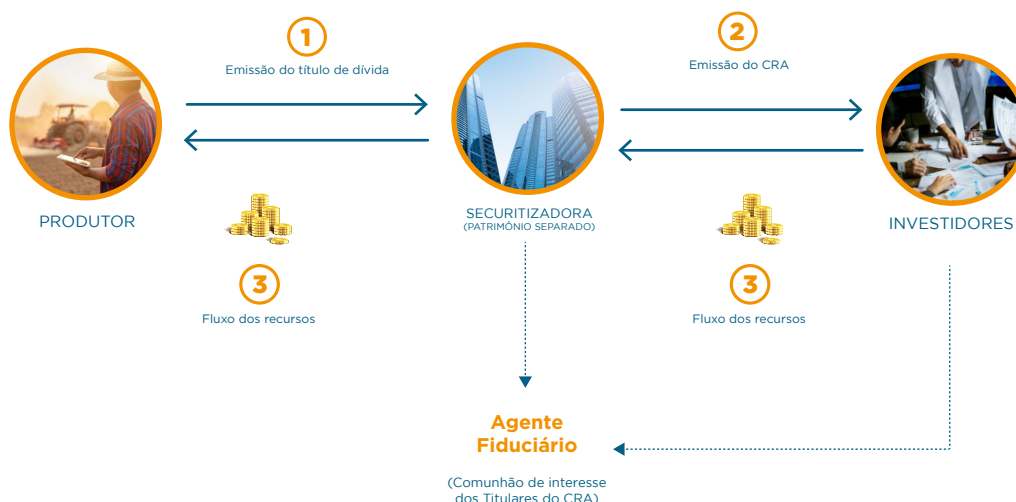 1
Emissão do título de dívida
2
Emissão do CRA
PRODUTOR
SECURITIZADORA
(PATRIMÔNIO SEPARADO)
INVESTIDORES
3
Fluxo dos recursos
3
Fluxo dos recursos
Agente
Fiduciário
(Comunhão de interesse
dos Titulares do CRA)